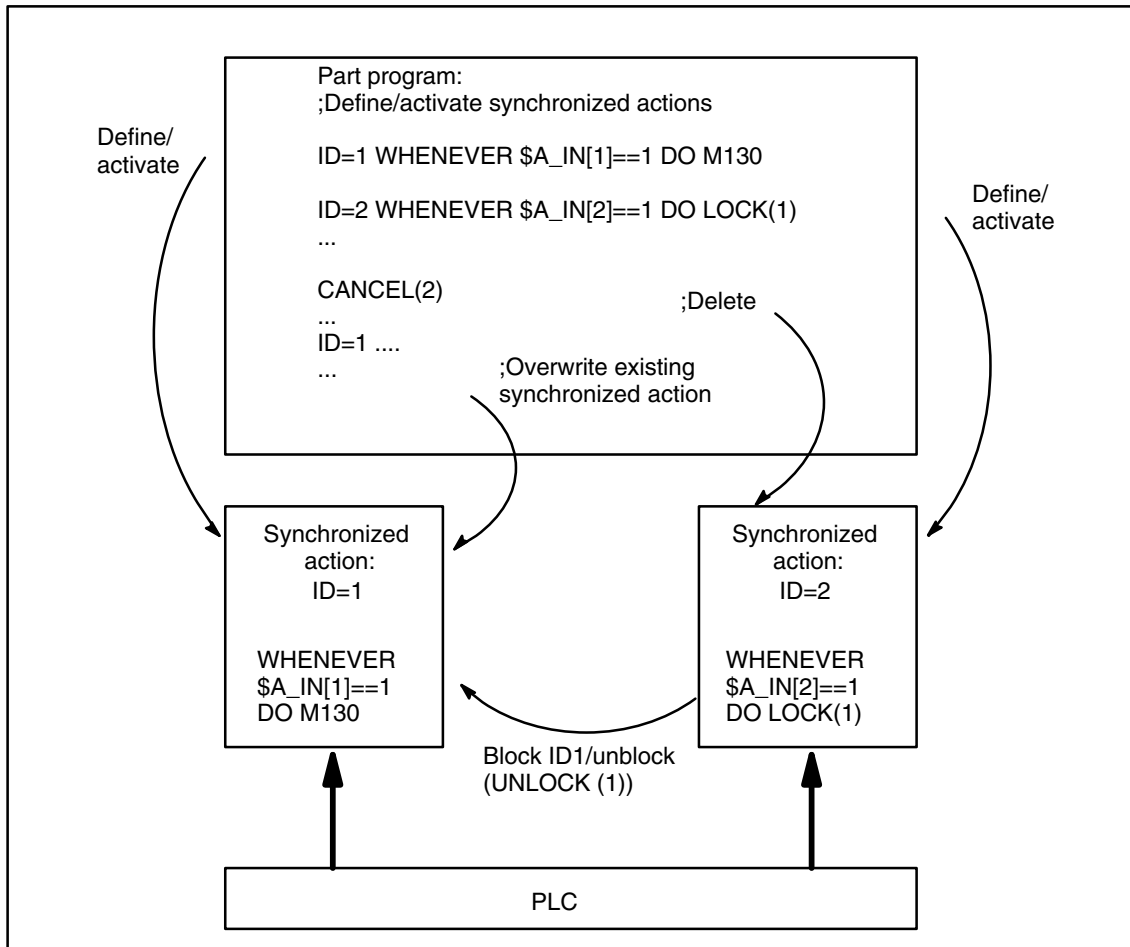 Part program:
;Define/activate synchronized actions
Define/
activate
ID=1 WHENEVER $A_IN[1]==1 DO M130
ID=2 WHENEVER $A_IN[2]==1 DO LOCK(1)
...
Define/
activate
CANCEL(2)
...
;Delete
ID=1 ....
...
;Overwrite existing
synchronized action
Synchronized
action:
ID=1
WHENEVER
$A_IN[1]==1
DO M130
Synchronized
action:
ID=2
WHENEVER
$A_IN[2]==1
DO LOCK(1)
Block ID1/unblock
(UNLOCK (1))
PLC